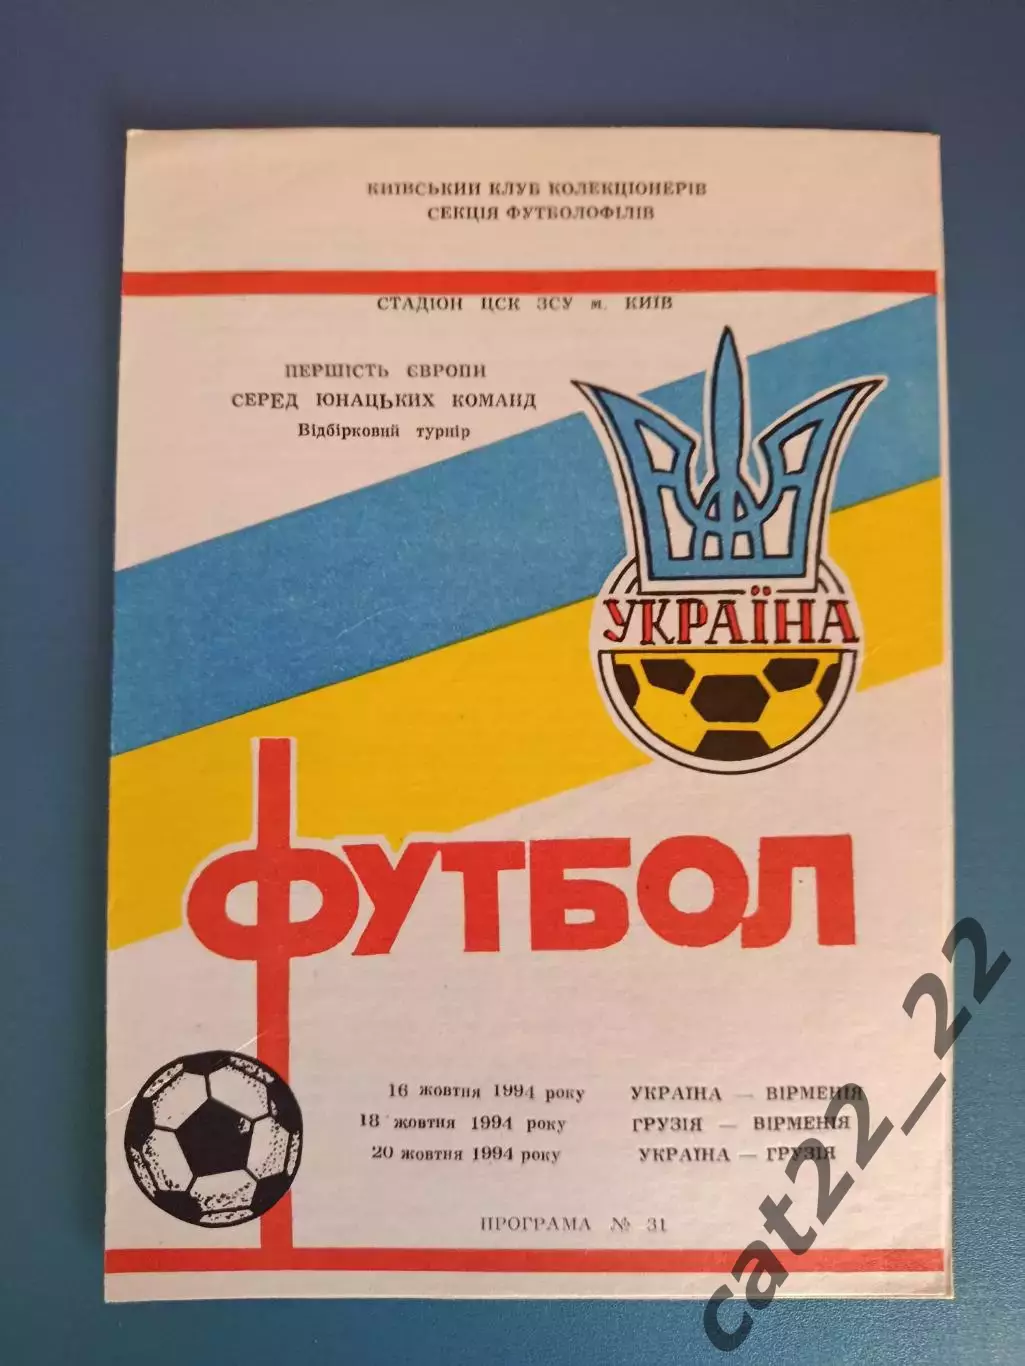 КИЇВСЬКИЙ КЛУБ КОЛЕКЦІОНЕРІВ
СЕКЦІЯ ФУТБОЛОФІЛІВ
СТАДІОН ЦСК ЗСУ м. КИЇВ
ПЕРШІСТЬ ЄВРОПИ
СЕРЕД ЮНАЦЬКИХ КОМАНД
Відбірковий турнір
УКРАЇНА
ФУТБОЛ
16 жовтня 1994 року УКРАЇНА — ВІРМЕНІЯ
18 жовтня 1994 року ГРУЗІЯ — ВІРМЕНІЯ
20 жовтня 1994 року УКРАЇНА — ГРУЗІЯ
ПРОГРАМА № 31
cat22_22